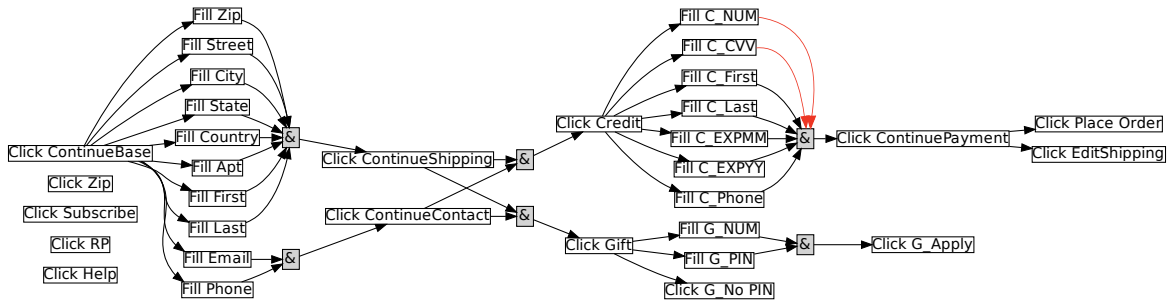 Click ContinueBase
Click Zip
Click Subscribe
Click RP
Click Help
Fill Zip
Fill Street
Fill City
Fill State
Fill Country
Fill Apt
Fill First
Fill Last
Fill Email
Fill Phone
&
&
Click ContinueShipping
Click ContinueContact
&
&
Click Credit
Click Gift
Fill C_NUM
Fill C_CVV
Fill C_First
Fill C_Last
Fill C_EXPMM
Fill C_EXPYY
Fill C_Phone
Fill G_NUM
Fill G_PIN
Click G_No PIN
&
&
Click ContinuePayment
Click G_Apply
Click Place Order
Click EditShipping